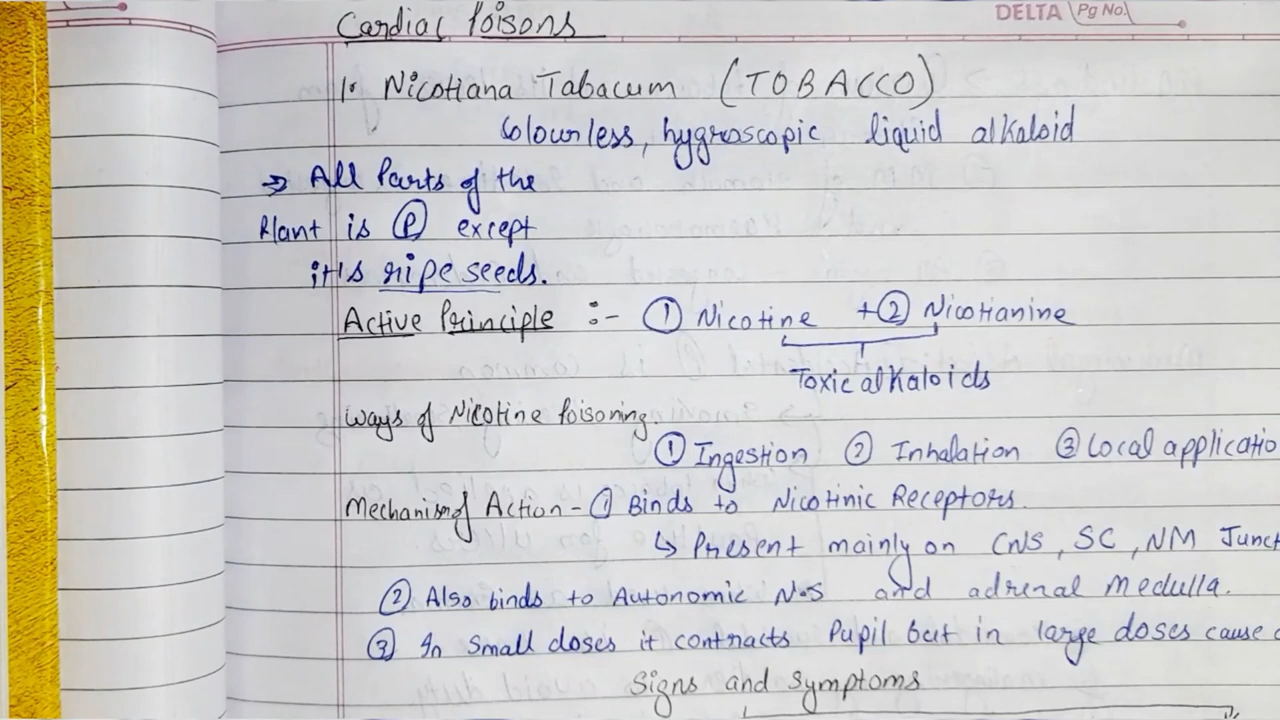 DELTA Pg No.
Cardiac Poisons
1. Nicotiana Tabacum (TOBACCO)
Colourless, hygroscopic liquid alkaloid
→ All Parts of the
Plant is Ⓟ except
it's ripe seeds.
Active Principle :- ① Nicotine + ② Nicotianine
Toxic alkaloids
Ways of Nicotine Poisoning.
① Ingestion ② Inhalation ③ Local applicatio
Mechanism of Action - ① Binds to Nicotinic Receptors.
↳ Present mainly on CNS, SC, NM Junct
② Also binds to Autonomic N.S and adrenal Medulla.
③ In Small doses it contracts Pupil but in large doses cause
Signs and Symptoms